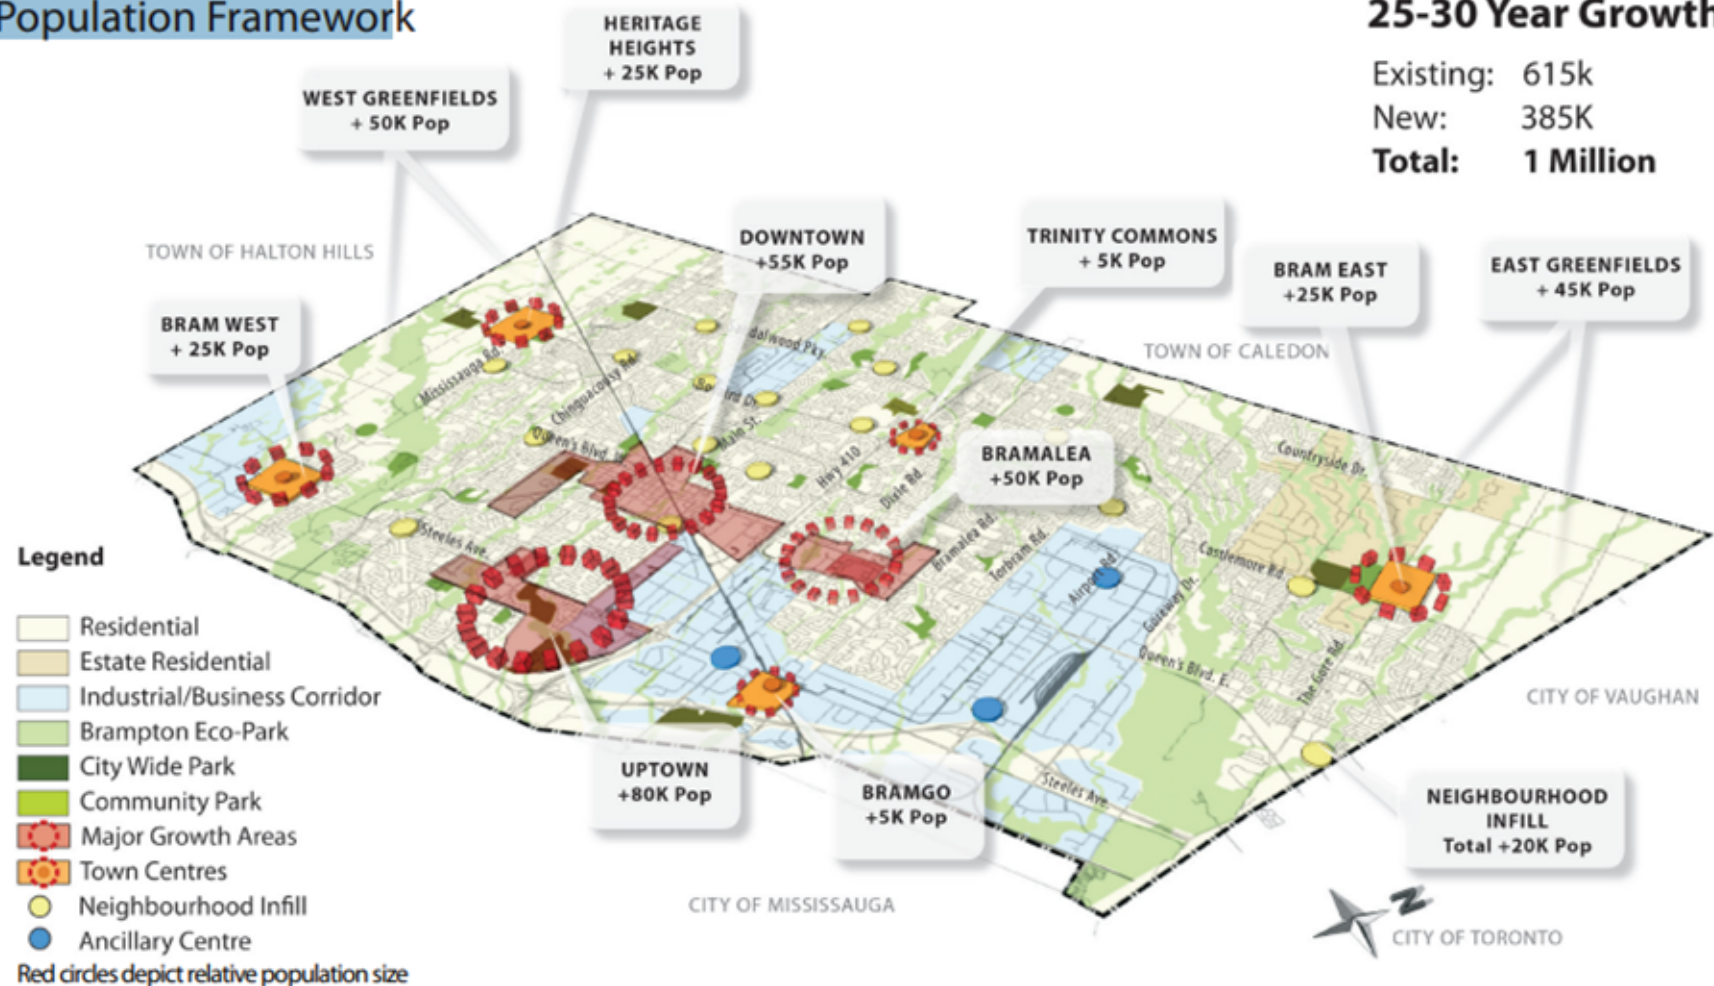 Population Framework
25-30 Year Growth
Existing: 615k
New: 385K
Total: 1 Million
HERITAGE
HEIGHTS
+ 25K Pop
WEST GREENFIELDS
+ 50K Pop
TOWN OF HALTON HILLS
DOWNTOWN
+55K Pop
TRINITY COMMONS
+ 5K Pop
BRAM EAST
+25K Pop
EAST GREENFIELDS
+ 45K Pop
BRAM WEST
+ 25K Pop
TOWN OF CALEDON
Mississauga Rd.
Chinguacousy Rd.
dalwood Pky.
Main St.
Queen's Blvd.
Hwy 410
Dixie Rd.
BRAMALEA
+50K Pop
Countryside Dr.
Steeles Ave.
Bramalea Rd.
Torbram Rd.
Airport Rd.
Castlemore Rd.
Goreway Dr.
Queen's Blvd. E.
The Gore Rd.
CITY OF VAUGHAN
Legend
Residential
Estate Residential
Industrial/Business Corridor
Brampton Eco-Park
City Wide Park
Community Park
Major Growth Areas
Town Centres
Neighbourhood Infill
Ancillary Centre
Red circles depict relative population size
UPTOWN
+80K Pop
BRAMGO
+5K Pop
Steeles Ave.
NEIGHBOURHOOD
INFILL
Total +20K Pop
CITY OF MISSISSAUGA
N
CITY OF TORONTO